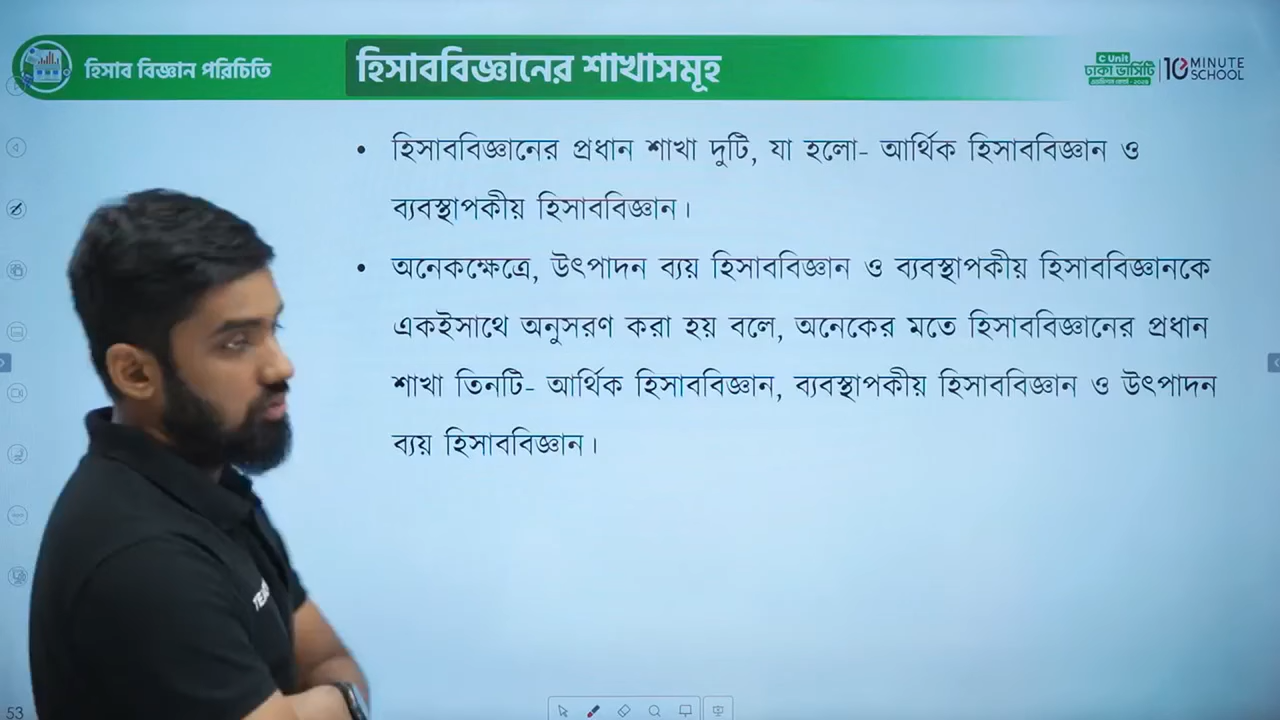 হিসাব বিজ্ঞান পরিচিতি
হিসাববিজ্ঞানের শাখাসমূহ
C Unit
ঢাকা ভার্সিটি
10 MINUTE SCHOOL
• হিসাববিজ্ঞানের প্রধান শাখা দুটি, যা হলো- আর্থিক হিসাববিজ্ঞান ও
ব্যবস্থাপকীয় হিসাববিজ্ঞান।
• অনেকক্ষেত্রে, উৎপাদন ব্যয় হিসাববিজ্ঞান ও ব্যবস্থাপকীয় হিসাববিজ্ঞানকে
একইসাথে অনুসরণ করা হয় বলে, অনেকের মতে হিসাববিজ্ঞানের প্রধান
শাখা তিনটি- আর্থিক হিসাববিজ্ঞান, ব্যবস্থাপকীয় হিসাববিজ্ঞান ও উৎপাদন
ব্যয় হিসাববিজ্ঞান।
53